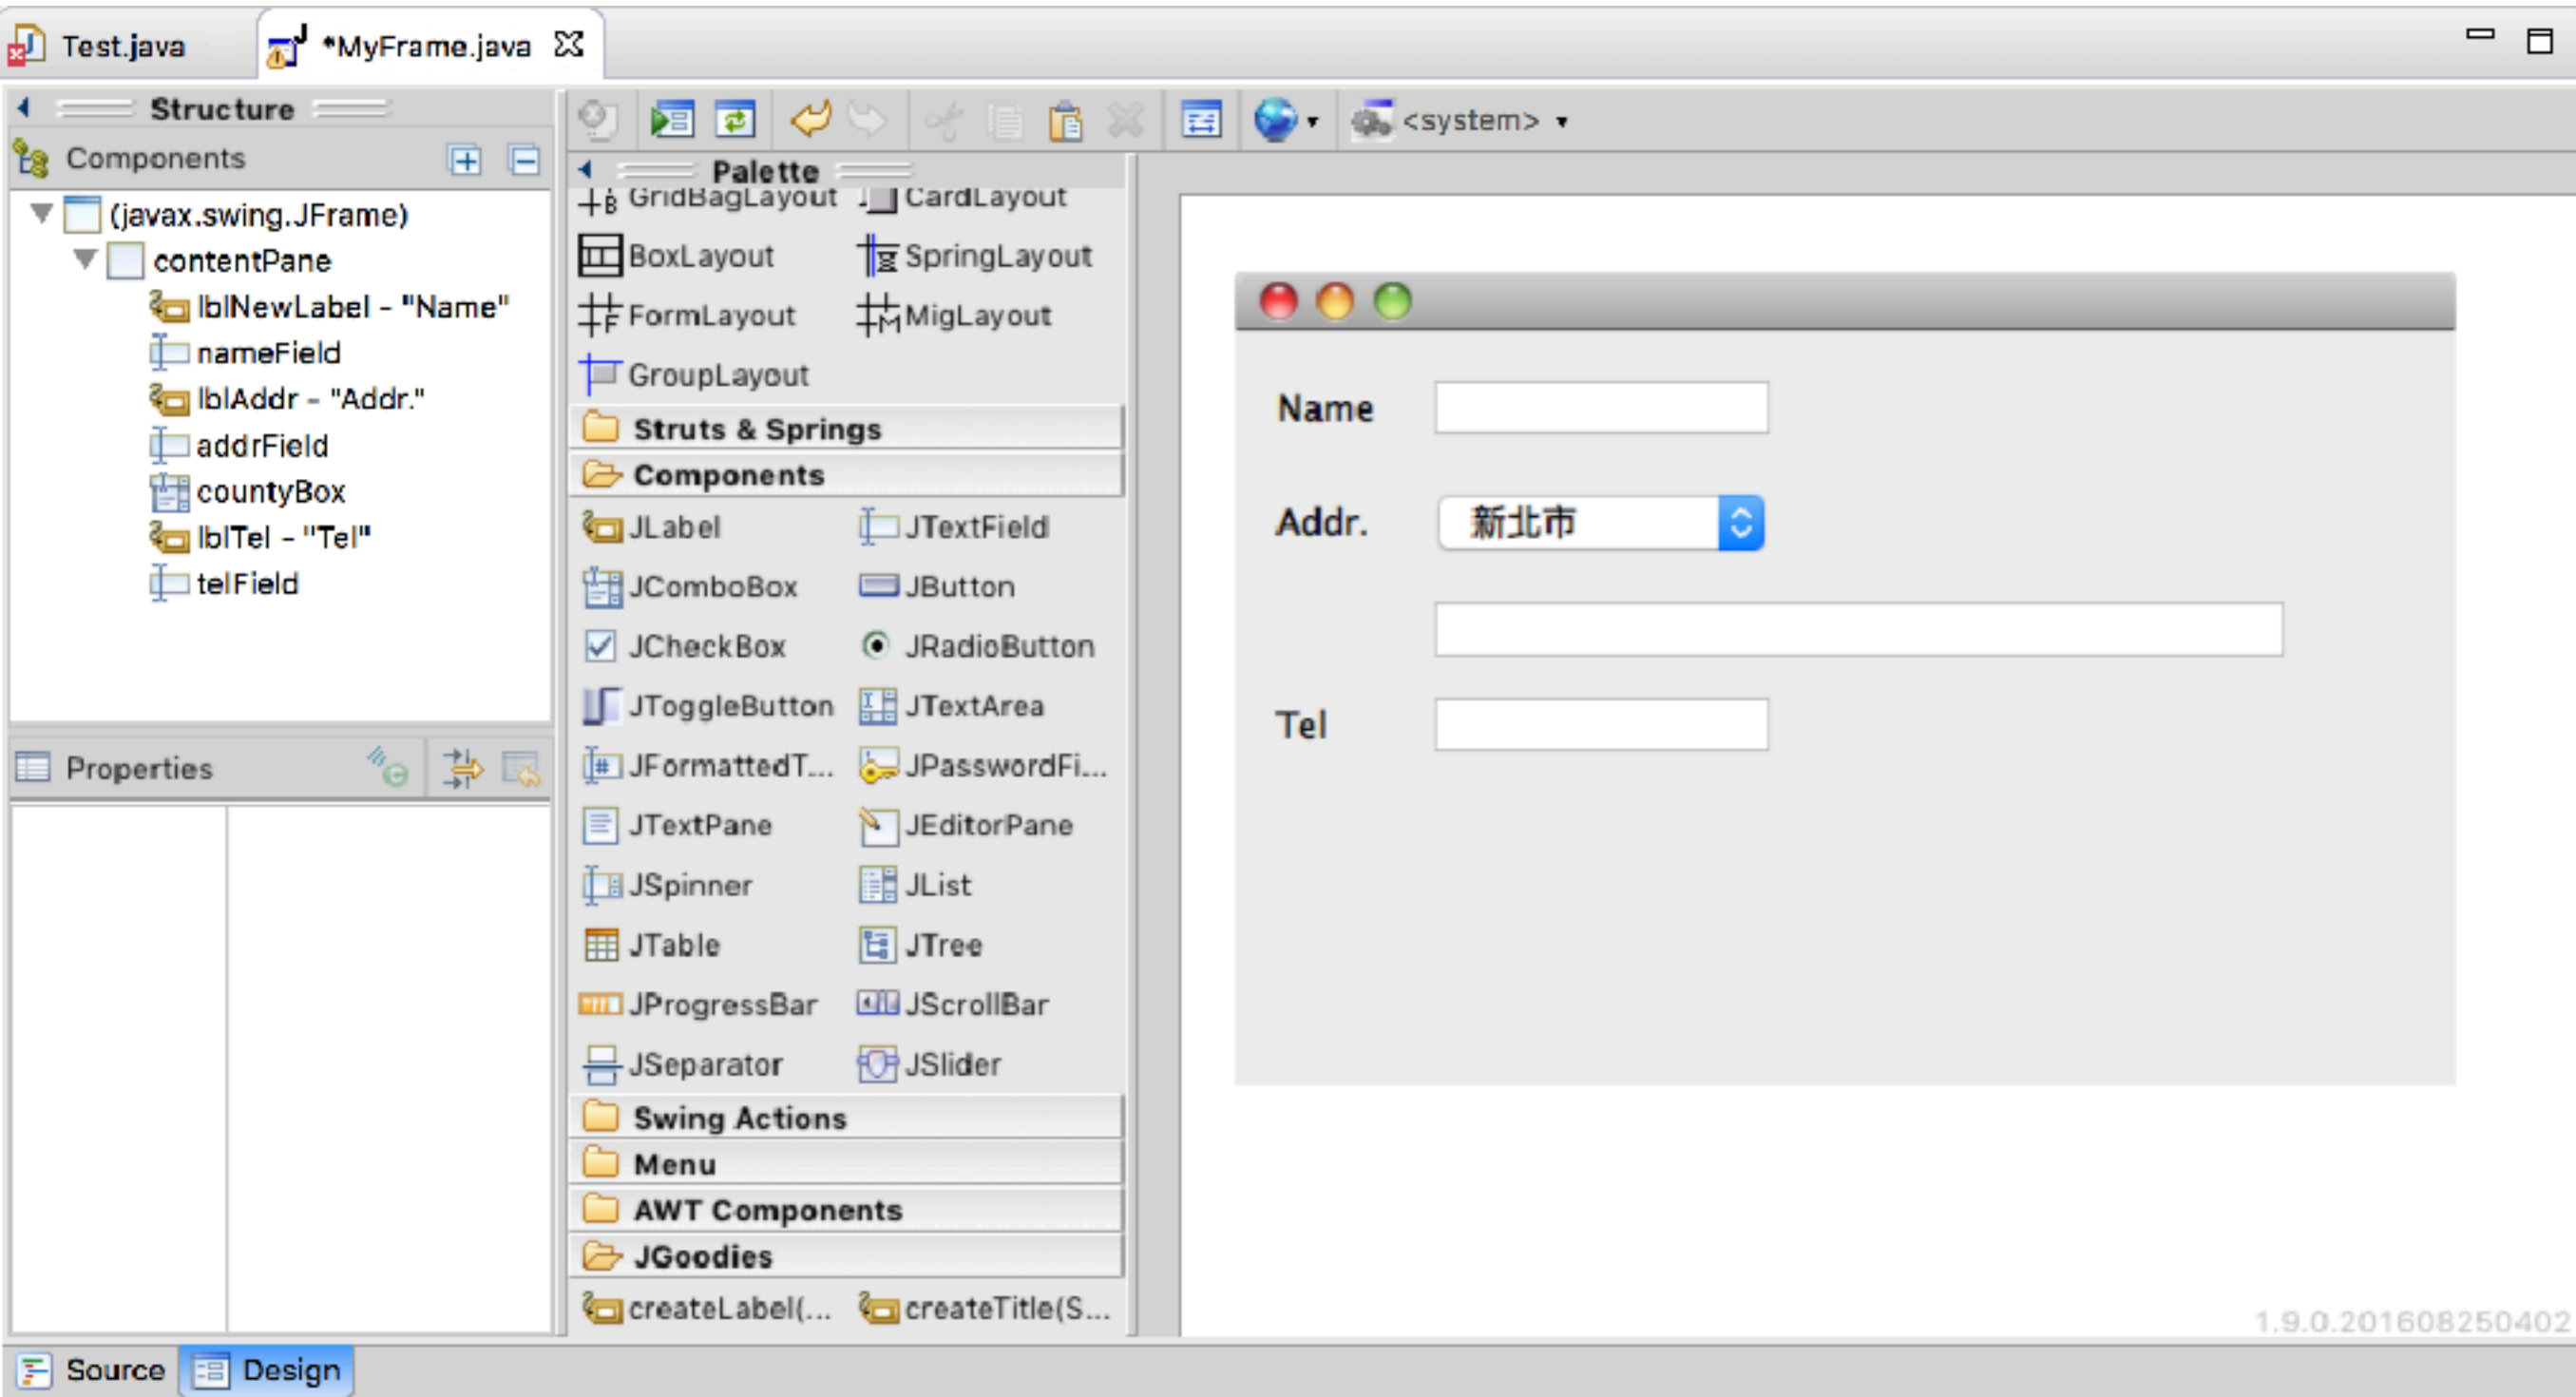 Test.java
*MyFrame.java
Structure
Components
(javax.swing.JFrame)
contentPane
lblNewLabel - "Name"
nameField
lblAddr - "Addr."
addrField
countyBox
lblTel - "Tel"
telField
Properties
<system>
Palette
GridBagLayout CardLayout
BoxLayout SpringLayout
FormLayout MigLayout
GroupLayout
Struts & Springs
Components
JLabel JTextField
JComboBox JButton
JCheckBox JRadioButton
JToggleButton JTextArea
JFormattedT... JPasswordFi...
JTextPane JEditorPane
JSpinner JList
JTable JTree
JProgressBar JScrollBar
JSeparator JSlider
Swing Actions
Menu
AWT Components
JGoodies
createLabel(... createTitle(S...
Name
Addr. 新北市
Tel
1.9.0.201608250402
Source Design